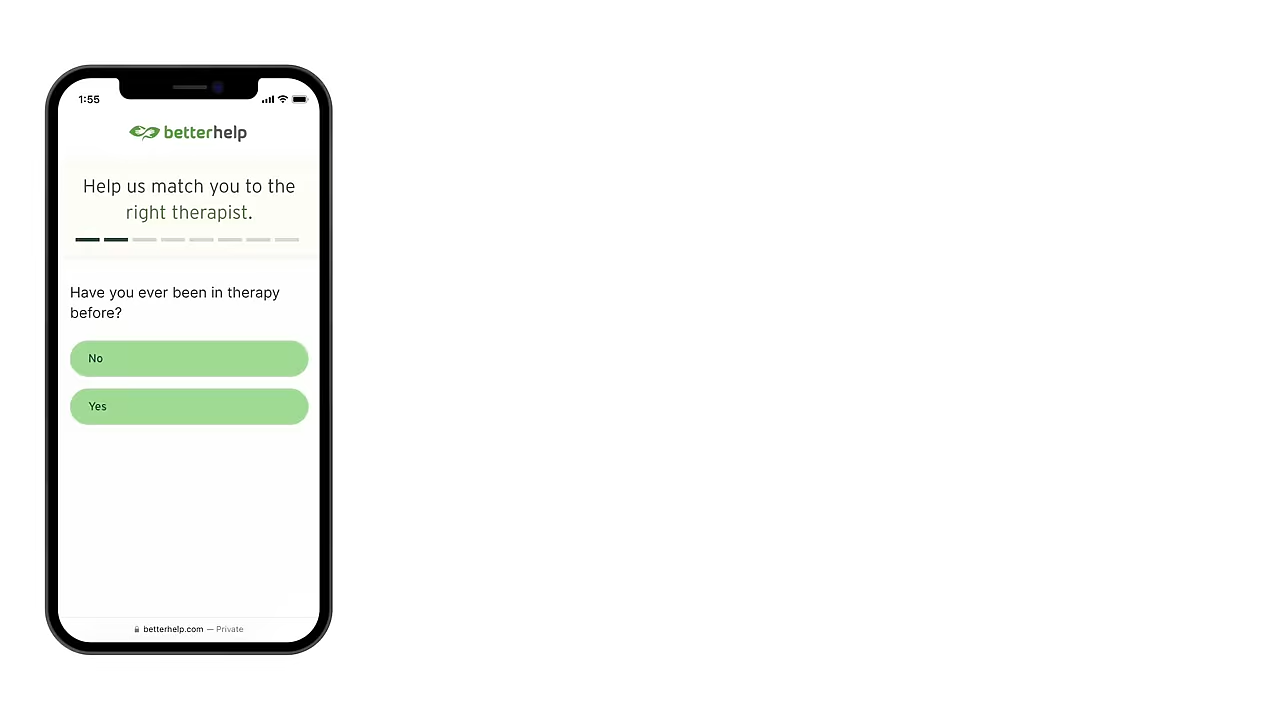 1:55
betterhelp
Help us match you to the
right therapist.
Have you ever been in therapy
before?
No
Yes
betterhelp.com — Private